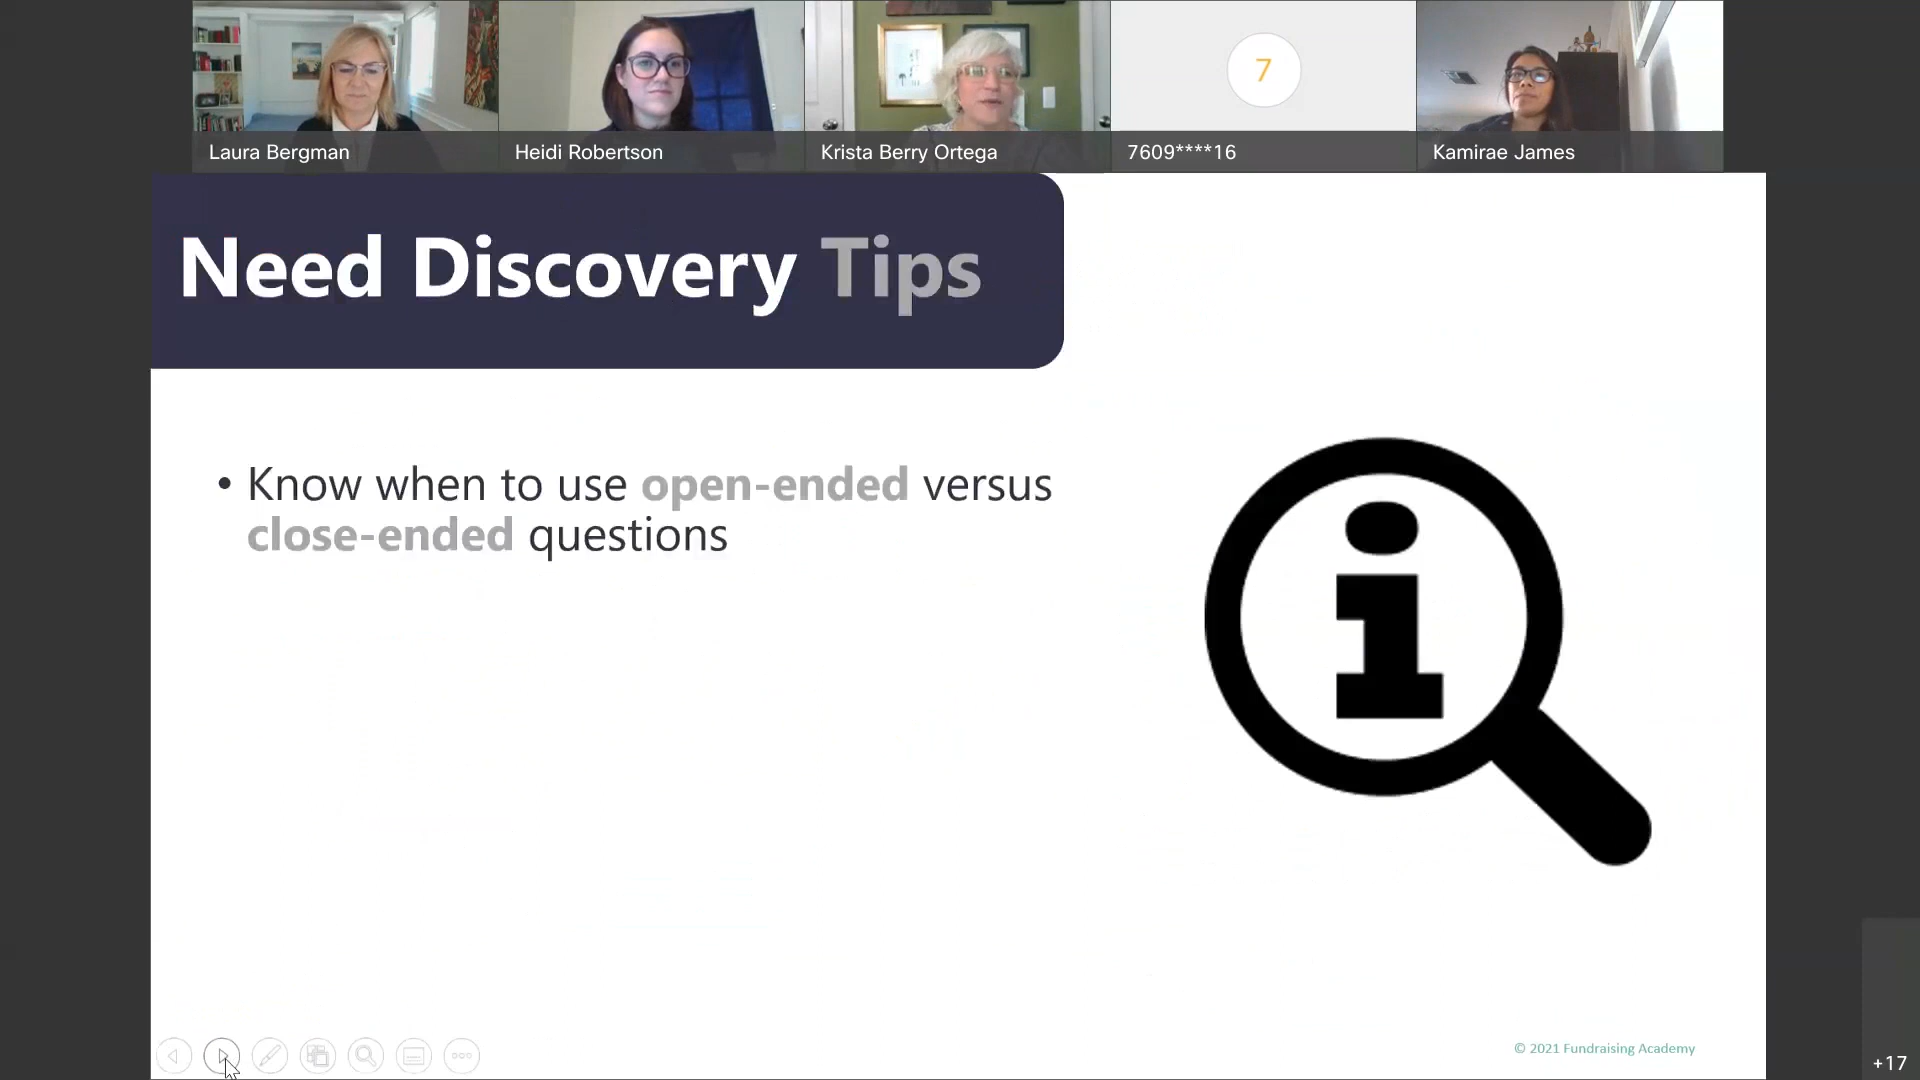 Laura Bergman
Heidi Robertson
Krista Berry Ortega
7
7609****16
Kamirae James
Need Discovery Tips
• Know when to use open-ended versus
close-ended questions
i
© 2021 Fundraising Academy
+17